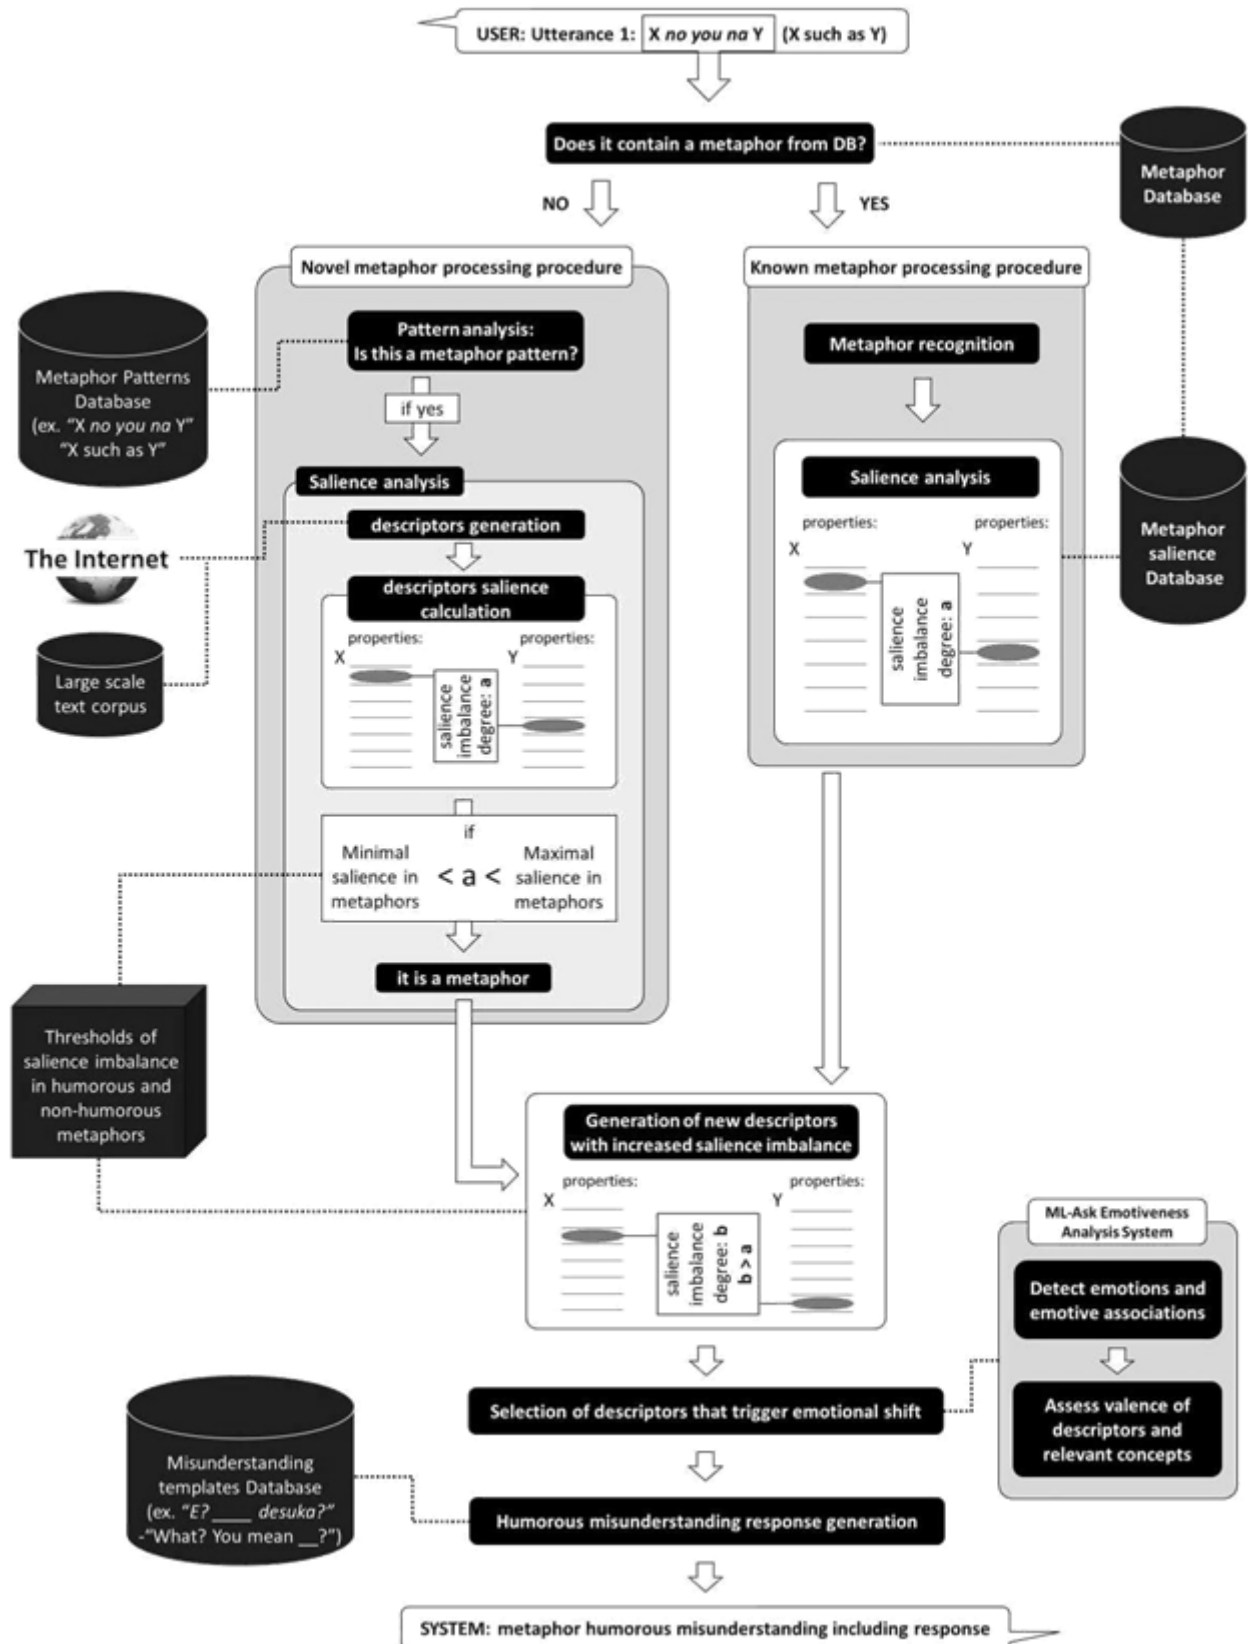 USER: Utterance 1: X no you na Y (X such as Y)
Does it contain a metaphor from DB?
Metaphor
Database
NO
YES
Novel metaphor processing procedure
Known metaphor processing procedure
Pattern analysis:
Is this a metaphor pattern?
Metaphor recognition
Metaphor Patterns
Database
(ex. “X no you na Y”
“X such as Y”
if yes
Salience analysis
Salience analysis
descriptors generation
properties:
properties:
X
Y
salience
imbalance
degree: a
Metaphor
salience
Database
The Internet
descriptors salience
calculation
properties:
properties:
X
Y
salience
imbalance
degree: a
Large scale
text corpus
if
Minimal
salience in
metaphors
< a <
Maximal
salience in
metaphors
it is a metaphor
Thresholds of
salience imbalance
in humorous and
non-humorous
metaphors
Generation of new descriptors
with increased salience imbalance
properties:
properties:
X
Y
salience
imbalance
degree: b
b > a
ML-Ask Emotiveness
Analysis System
Detect emotions and
emotive associations
Assess valence of
descriptors and
relevant concepts
Selection of descriptors that trigger emotional shift
Misunderstanding
templates Database
(ex. “E? ____ desuka?”
-“What? You mean __?”)
Humorous misunderstanding response generation
SYSTEM: metaphor humorous misunderstanding including response